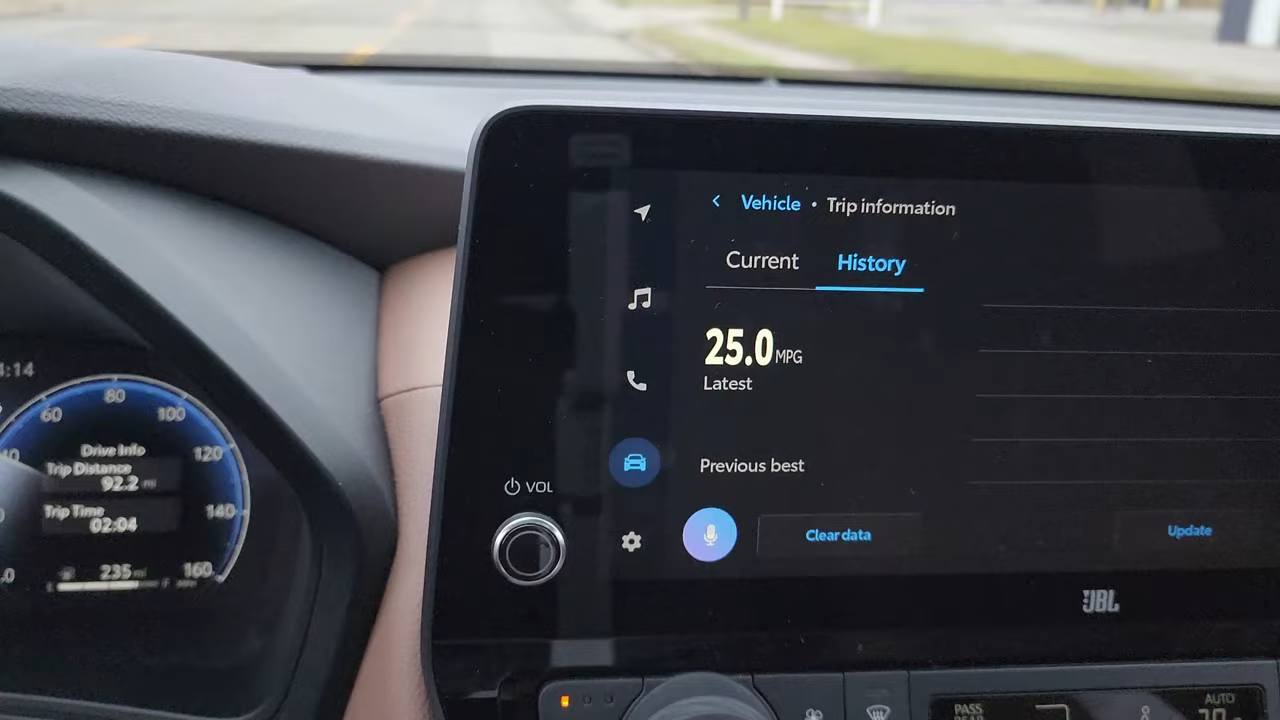 :14
60
80
100
120
140
160
Drive Info
Trip Distance
92.2 mi
Trip Time
02:04
235 mi
VOL
Vehicle • Trip information
Current
History
25.0 MPG
Latest
Previous best
Clear data
Update
JBL
PASS
AUTO